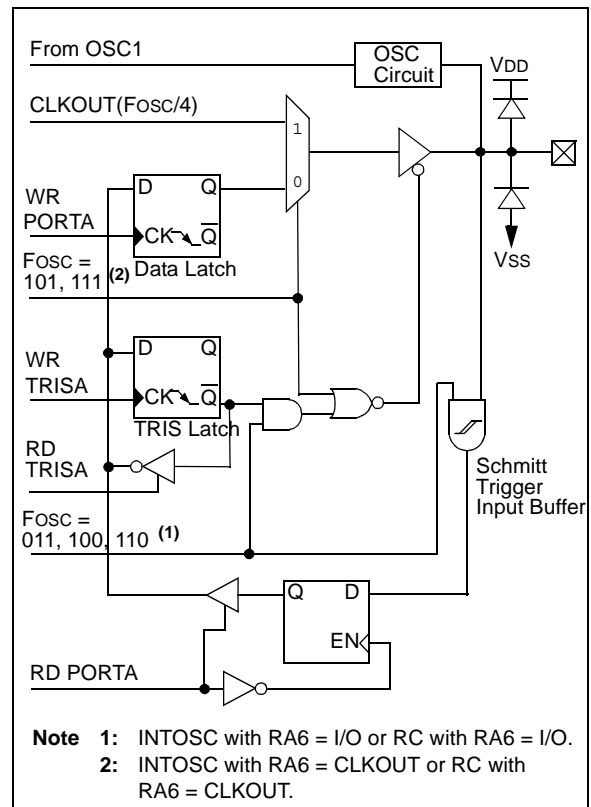 From OSC1
OSC
Circuit
VDD
CLKOUT(FOSC/4)
1
0
D Q
WR
PORTA
CK Q
Data Latch
VSS
FOSC =
101, 111 (2)
D Q
WR
TRISA
CK Q
TRIS Latch
RD
TRISA
Schmitt
Trigger
Input Buffer
FOSC =
011, 100, 110 (1)
Q D
EN
RD PORTA
Note 1: INTOSC with RA6 = I/O or RC with RA6 = I/O.
2: INTOSC with RA6 = CLKOUT or RC with
RA6 = CLKOUT.